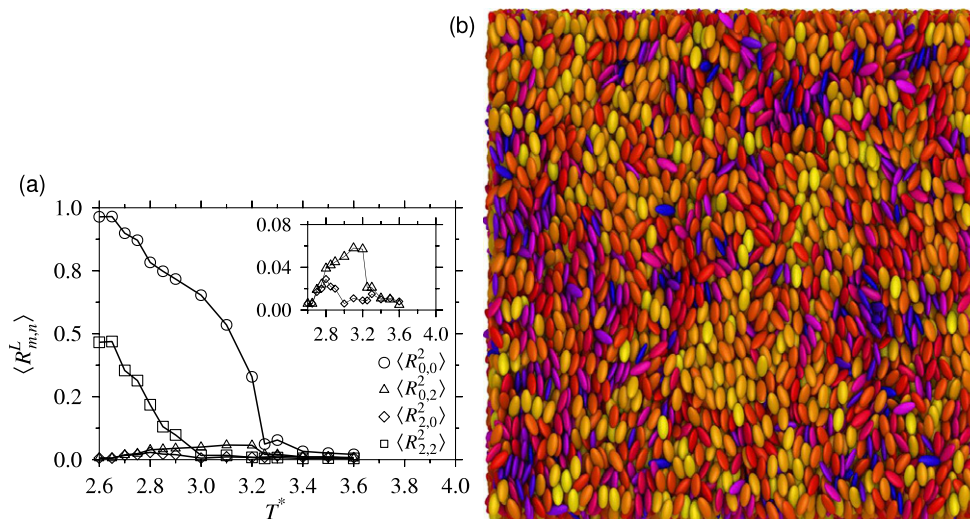 (a)
(b)
1.0
0.8
0.5
0.2
0.0
⟨R^L_{m,n}⟩
0.08
0.04
0.00
2.8 3.2 3.6 4.0
⟨R^2_{0,0}⟩
⟨R^2_{0,2}⟩
⟨R^2_{2,0}⟩
⟨R^2_{2,2}⟩
2.6 2.8 3.0 3.2 3.4 3.6 3.8 4.0
T*